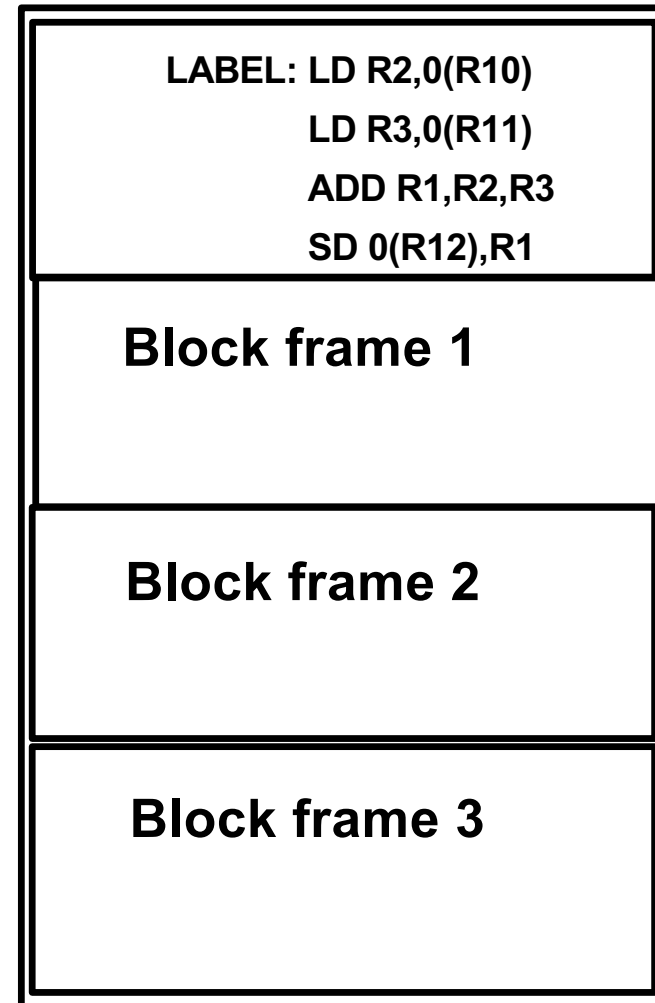 LABEL: LD R2,0(R10)
LD R3,0(R11)
ADD R1,R2,R3
SD 0(R12),R1
Block frame 1
Block frame 2
Block frame 3